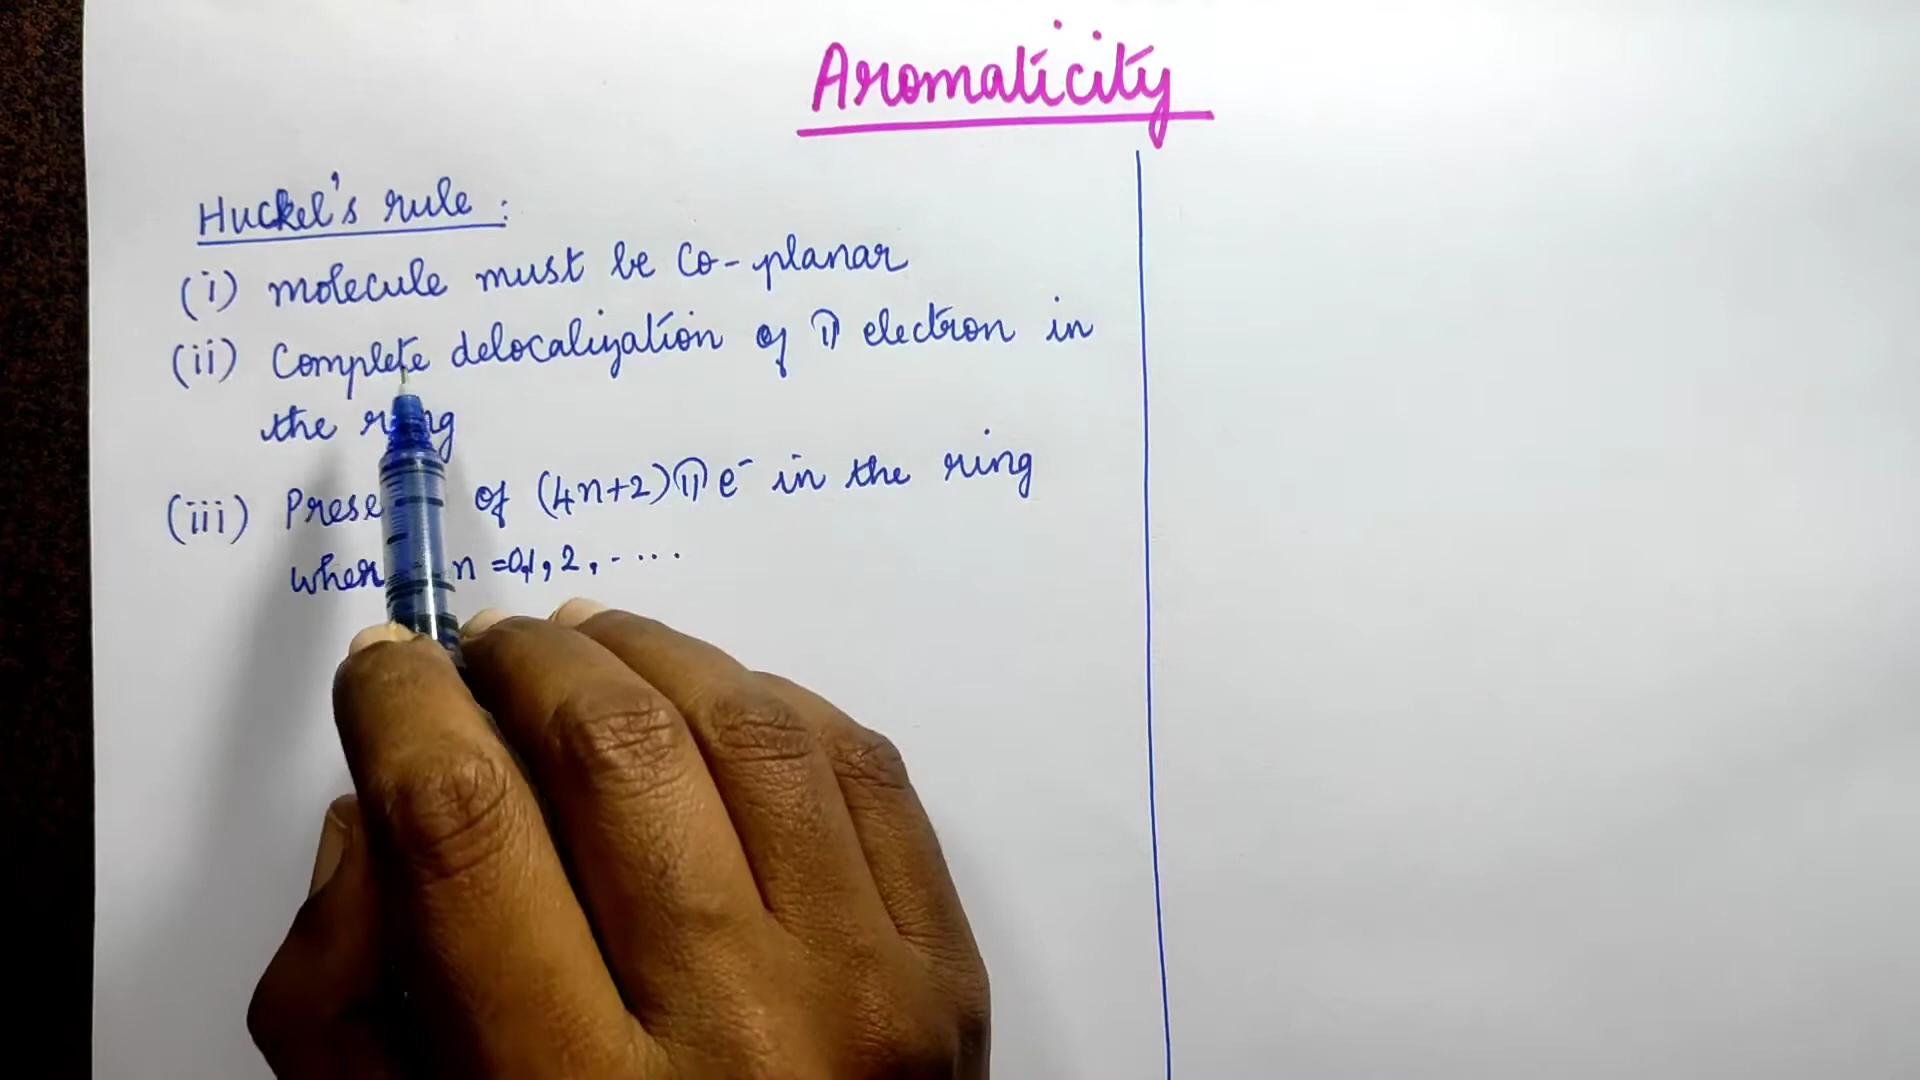 Aromaticity
Huckel's rule :
(i) molecule must be Co-planar
(ii) Complete delocalization of π electron in
the ring
(iii) of (4n+2)π e⁻ in the ring
n =0,1,2,.....